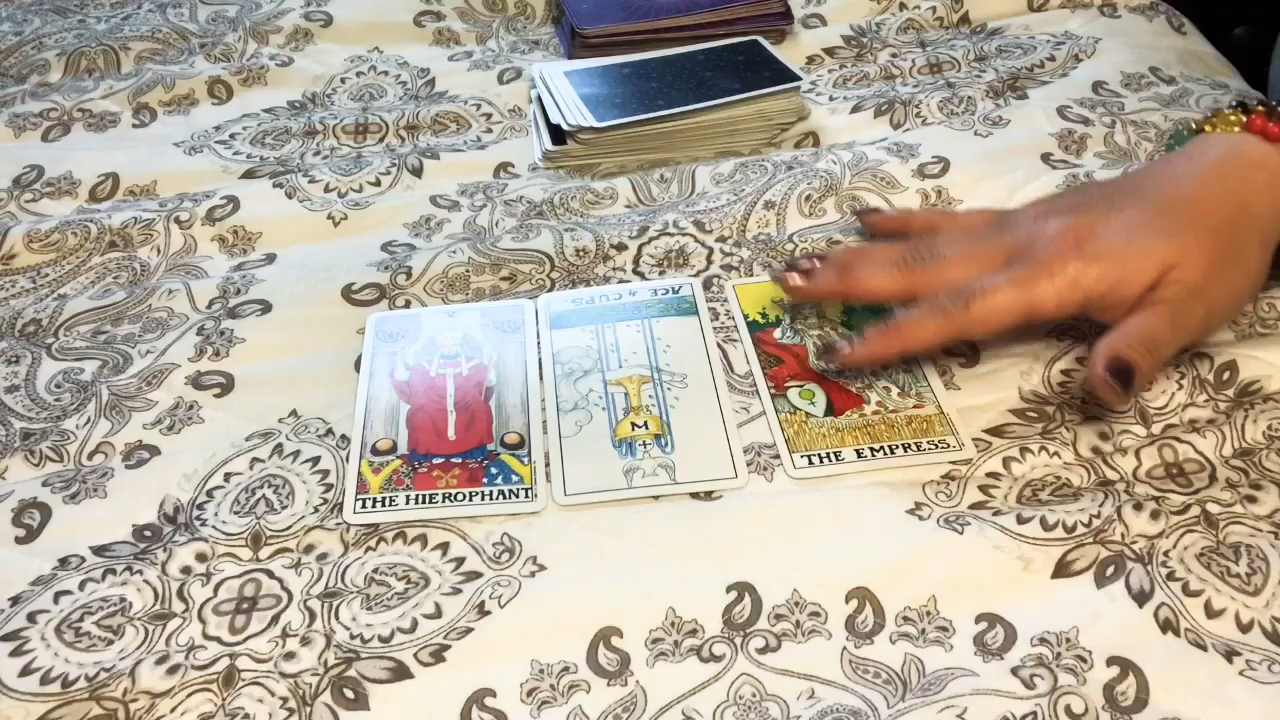 V
THE HIEROPHANT
ACE of CUPS.
THE EMPRESS.